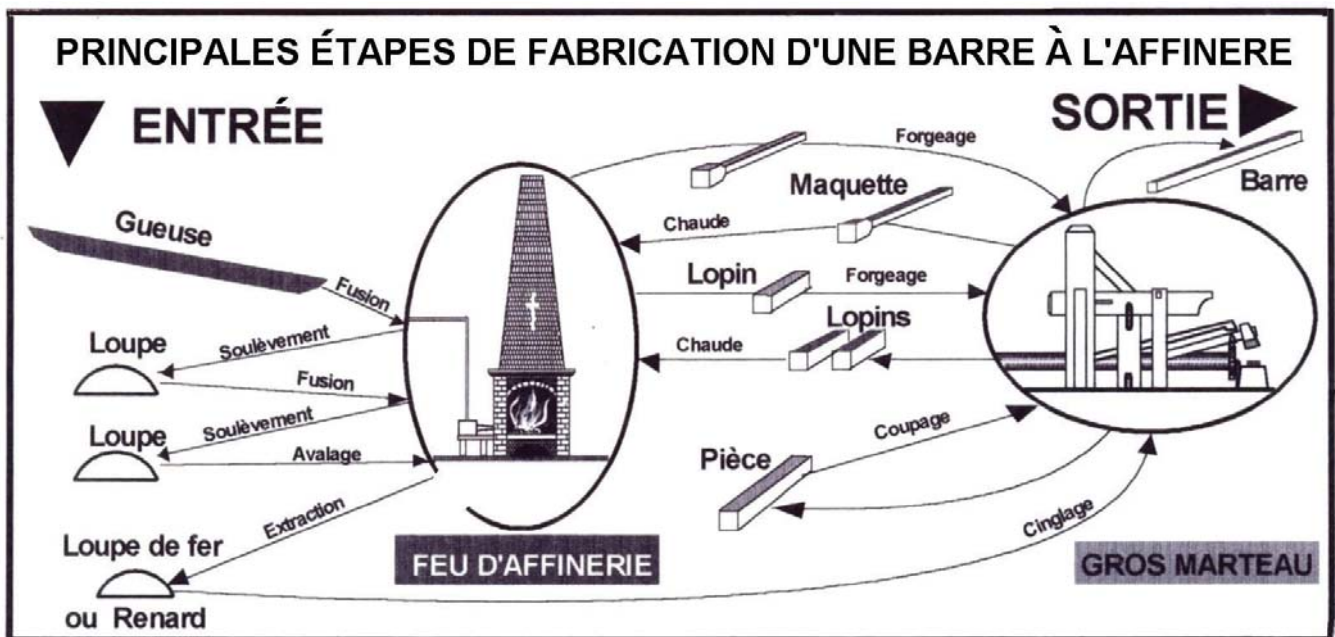 PRINCIPALES ÉTAPES DE FABRICATION D'UNE BARRE À L'AFFINERE
ENTRÉE
SORTIE
Forgeage
Maquette
Barre
Gueuse
Chaude
Fusion
Lopin
Forgeage
Loupe
Soulèvement
Lopins
Chaude
Fusion
Loupe
Soulèvement
Avalage
Pièce
Coupage
Extraction
Cinglage
Loupe de fer
ou Renard
FEU D'AFFINERIE
GROS MARTEAU